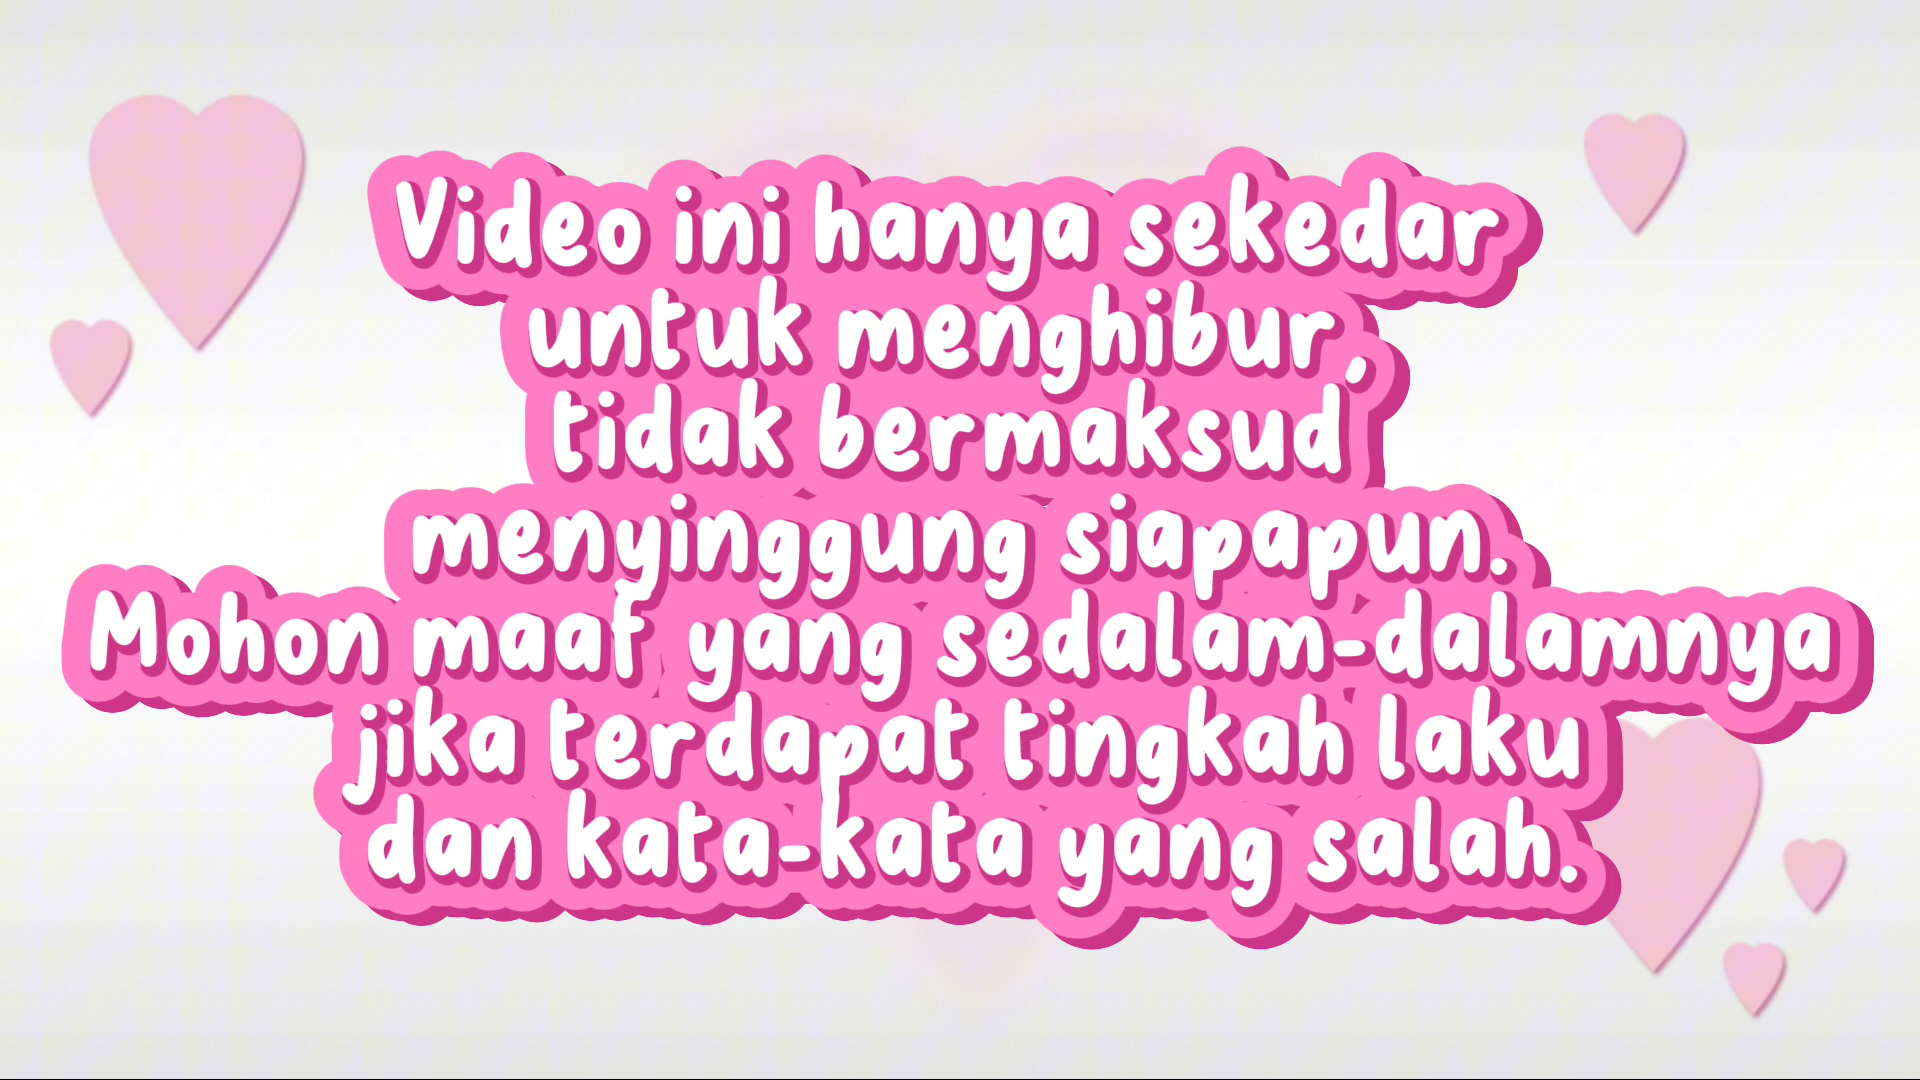 Video ini hanya sekedar
untuk menghibur,
tidak bermaksud
menyinggung siapapun.
Mohon maaf yang sedalam-dalamnya
jika terdapat tingkah laku
dan kata-kata yang salah.